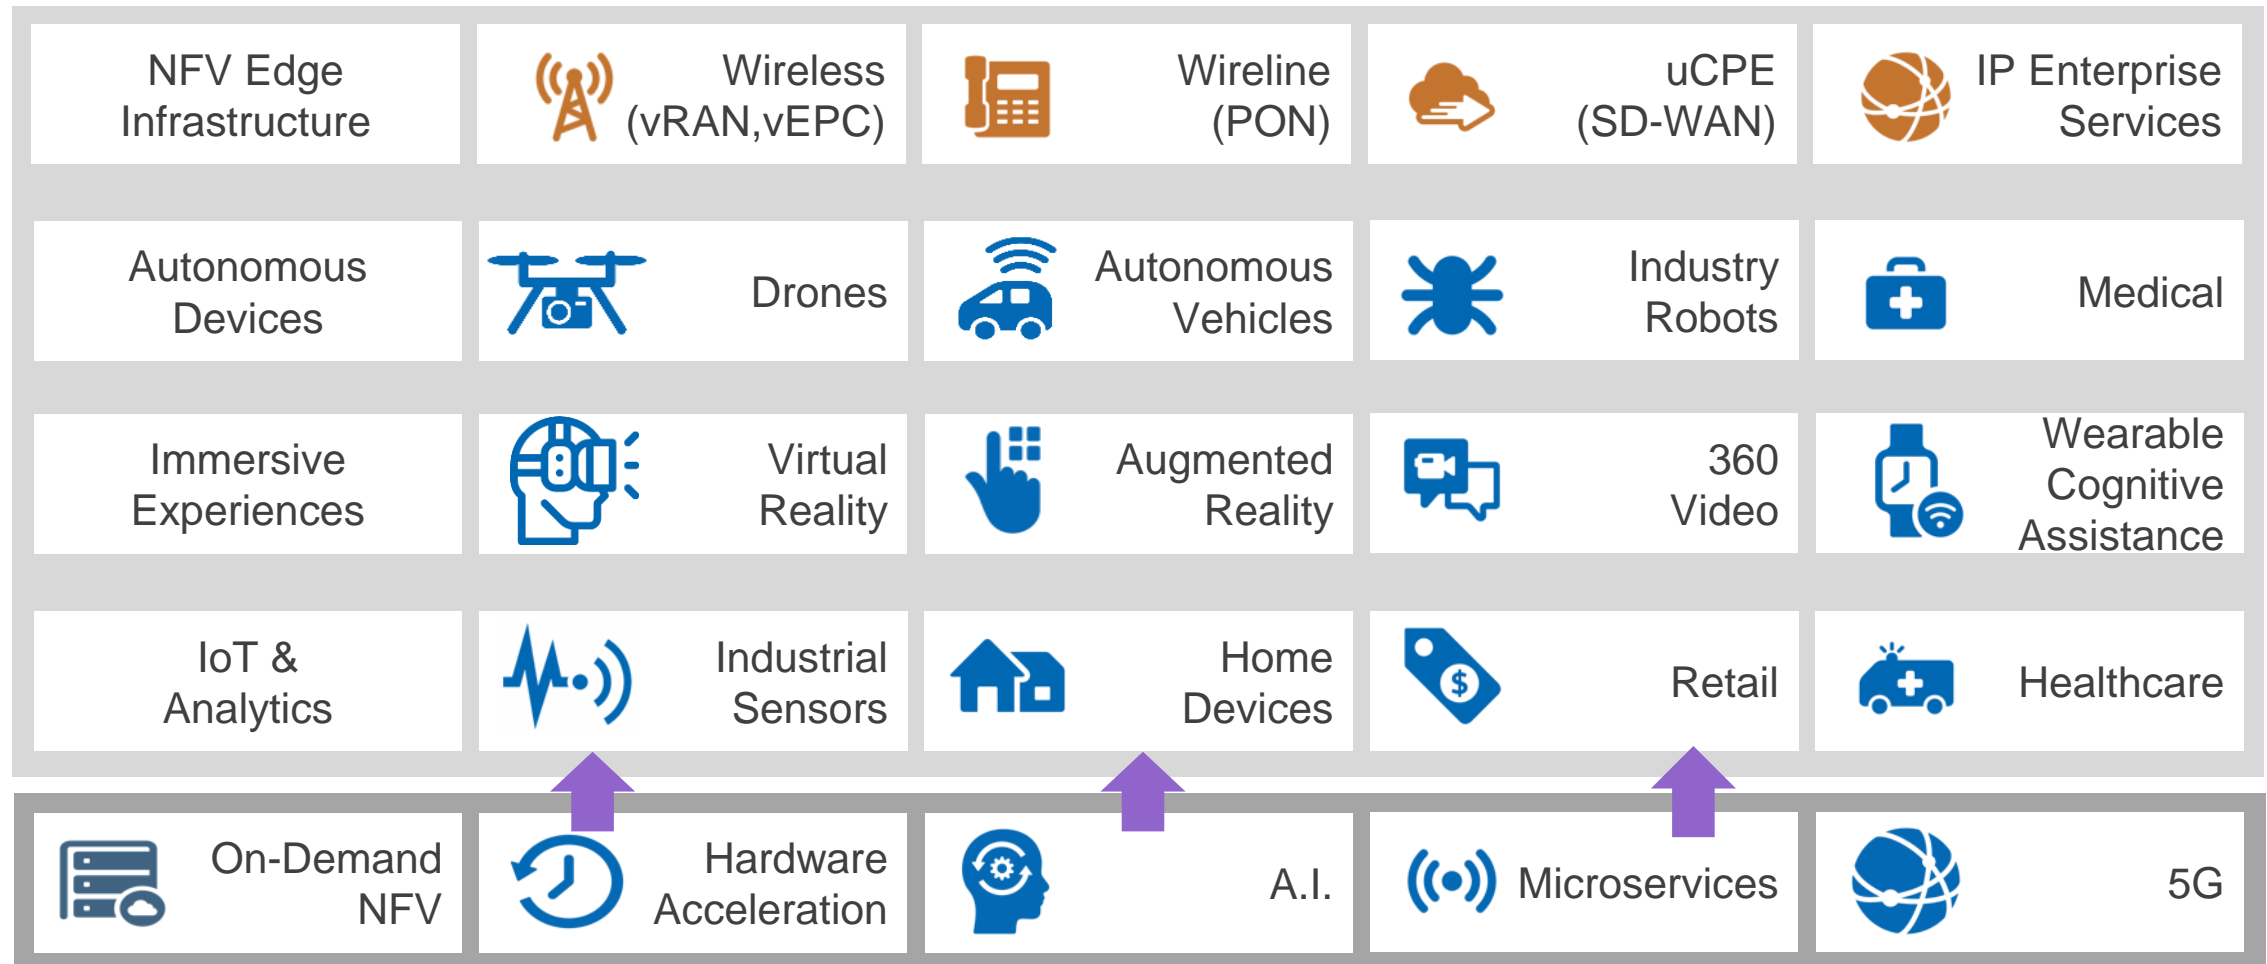 NFV Edge
Infrastructure
Wireless
(vRAN,vEPC)
Wireline
(PON)
uCPE
(SD-WAN)
IP Enterprise
Services
Autonomous
Devices
Drones
Autonomous
Vehicles
Industry
Robots
Medical
Immersive
Experiences
Virtual
Reality
Augmented
Reality
360
Video
Wearable
Cognitive
Assistance
IoT &
Analytics
Industrial
Sensors
Home
Devices
$
Retail
Healthcare
On-Demand
NFV
Hardware
Acceleration
A.I.
Microservices
5G